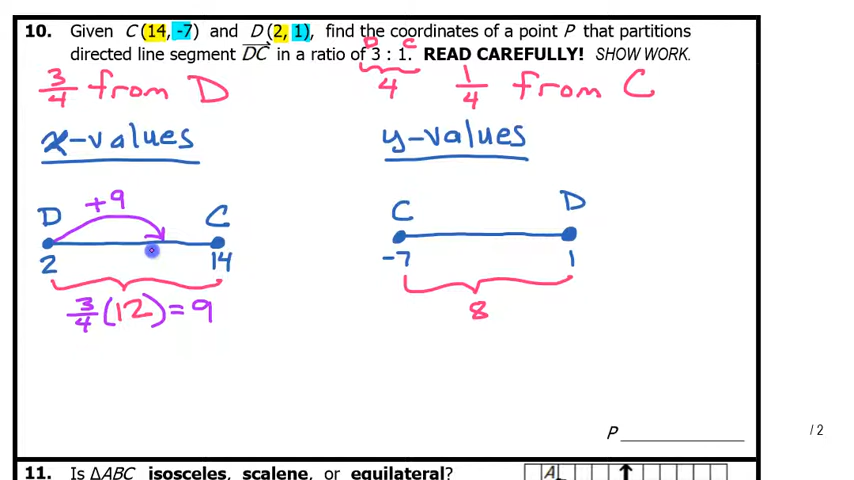 10. Given C(14, -7) and D(2, 1), find the coordinates of a point P that partitions
directed line segment DC in a ratio of 3 : 1. READ CAREFULLY! SHOW WORK.
D C
3/4 from D 4 1/4 from C
x-values y-values
+9
D C C D
2 14 -7 1
3/4 (12) = 9 8
P ____________ / 2
11. Is ΔABC isosceles, scalene, or equilateral? A